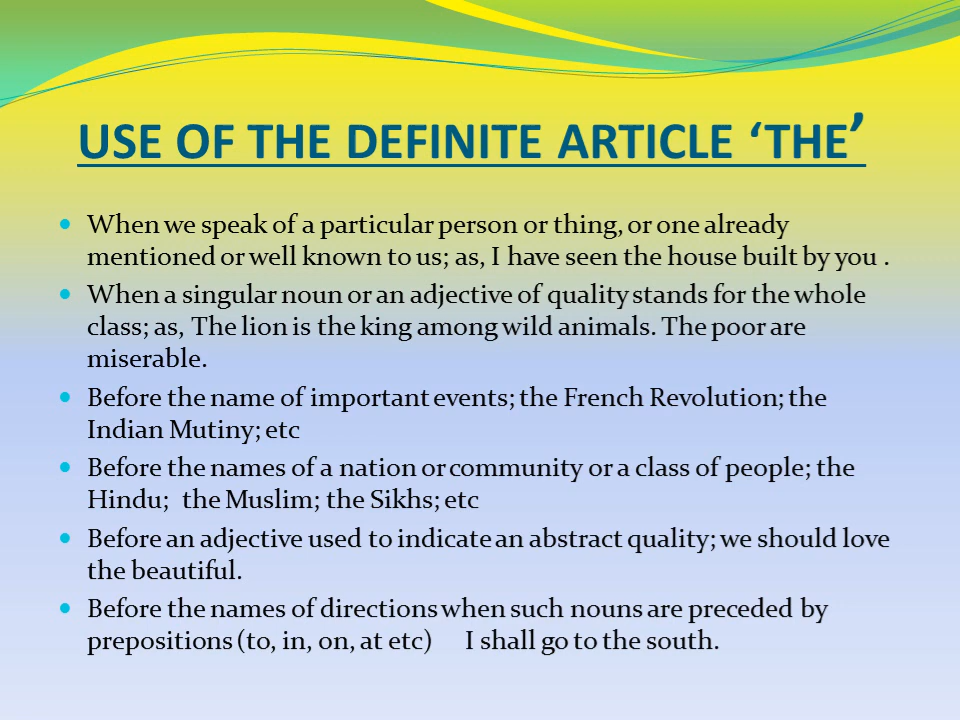 USE OF THE DEFINITE ARTICLE ‘THE’
• When we speak of a particular person or thing, or one already
mentioned or well known to us; as, I have seen the house built by you .
• When a singular noun or an adjective of quality stands for the whole
class; as, The lion is the king among wild animals. The poor are
miserable.
• Before the name of important events; the French Revolution; the
Indian Mutiny; etc
• Before the names of a nation or community or a class of people; the
Hindu; the Muslim; the Sikhs; etc
• Before an adjective used to indicate an abstract quality; we should love
the beautiful.
• Before the names of directions when such nouns are preceded by
prepositions (to, in, on, at etc) I shall go to the south.